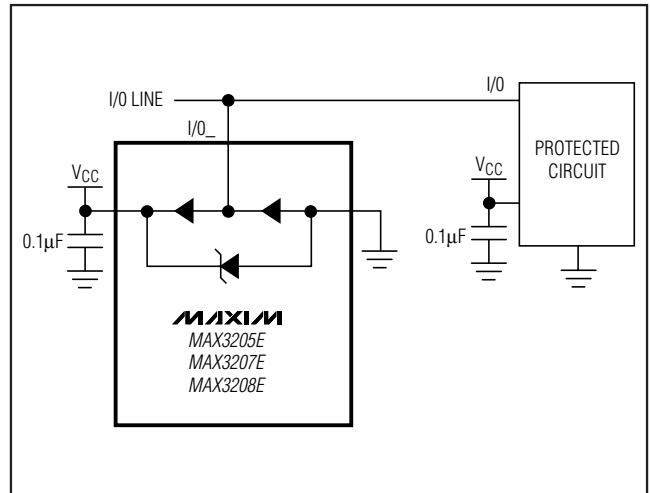 I/O LINE
I/O
I/O_
PROTECTED
CIRCUIT
VCC
0.1µF
VCC
0.1µF
MAXIM
MAX3205E
MAX3207E
MAX3208E